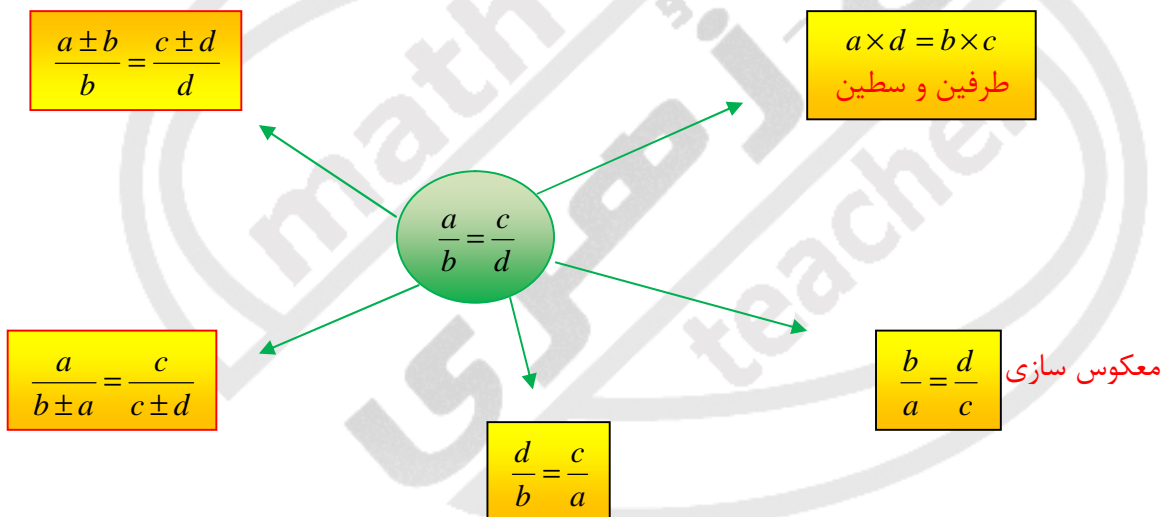 (a ± b)/b = (c ± d)/d
a × d = b × c
طرفین و سطین
a/b = c/d
a/(b ± a) = c/(c ± d)
b/a = d/c
معکوس سازی
d/b = c/a
math
teacher